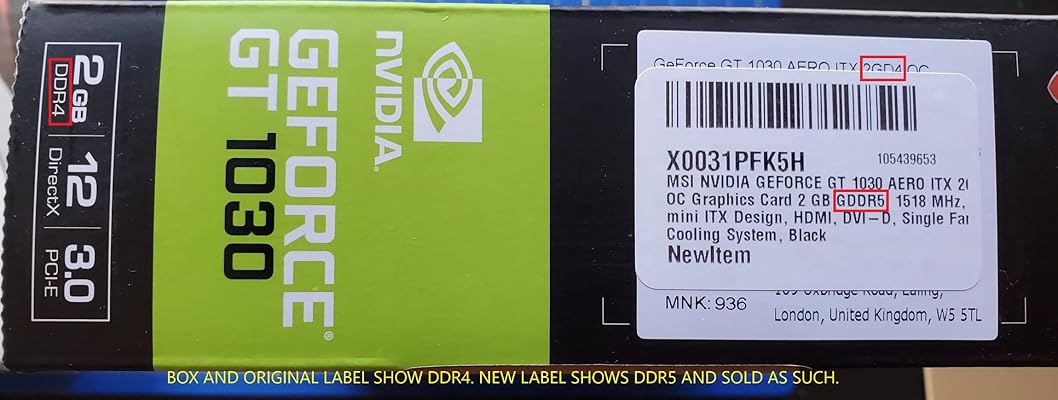 2GB
DDR4
12
DirectX
3.0
PCI-E
GEFORCE®
GT 1030
NVIDIA
GeForce GT 1030 AERO ITX 2GD4 OC
X0031PFK5H
105439653
MSI NVIDIA GEFORCE GT 1030 AERO ITX
OC Graphics Card 2 GB GDDR5, 1518 MHz,
mini ITX Design, HDMI, DVI-D, Single
Cooling System, Black
NewItem
MNK: 936
Uxbridge Road, Ealing,
London, United Kingdom, W5 5TL
BOX AND ORIGINAL LABEL SHOW DDR4. NEW LABEL SHOWS DDR5 AND SOLD AS SUCH.